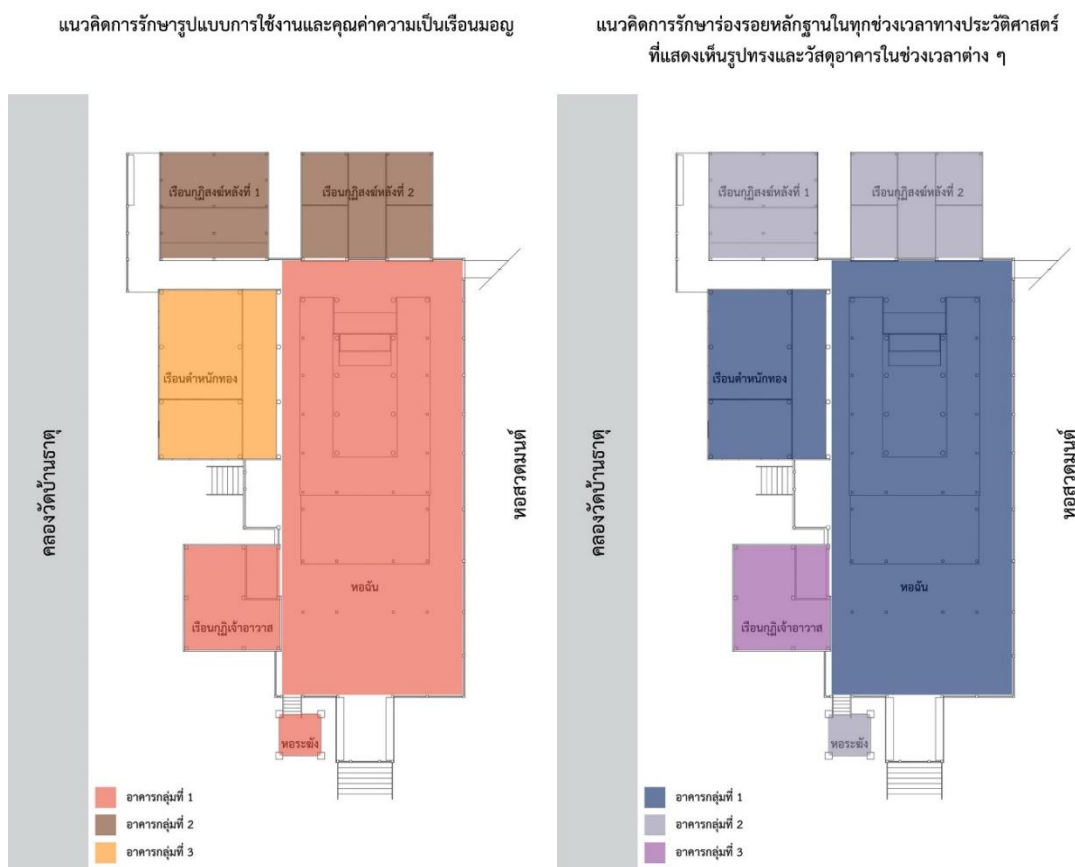 แนวคิดการรักษารูปแบบการใช้งานและคุณค่าความเป็นเรือนมอญ
เรือนกุฏิสงฆ์หลังที่ 1
เรือนกุฏิสงฆ์หลังที่ 2
เรือนตำหนักทอง
คลองวัดบ้านธาตุ
หอสวดมนต์
หอฉัน
เรือนกุฏิเจ้าอาวาส
หอระฆัง
อาคารกลุ่มที่ 1
อาคารกลุ่มที่ 2
อาคารกลุ่มที่ 3
แนวคิดการรักษาร่องรอยหลักฐานในทุกช่วงเวลาทางประวัติศาสตร์
ที่แสดงเห็นรูปทรงและวัสดุอาคารในช่วงเวลาต่าง ๆ
เรือนกุฏิสงฆ์หลังที่ 1
เรือนกุฏิสงฆ์หลังที่ 2
เรือนตำหนักทอง
คลองวัดบ้านธาตุ
หอสวดมนต์
หอฉัน
เรือนกุฏิเจ้าอาวาส
หอระฆัง
อาคารกลุ่มที่ 1
อาคารกลุ่มที่ 2
อาคารกลุ่มที่ 3